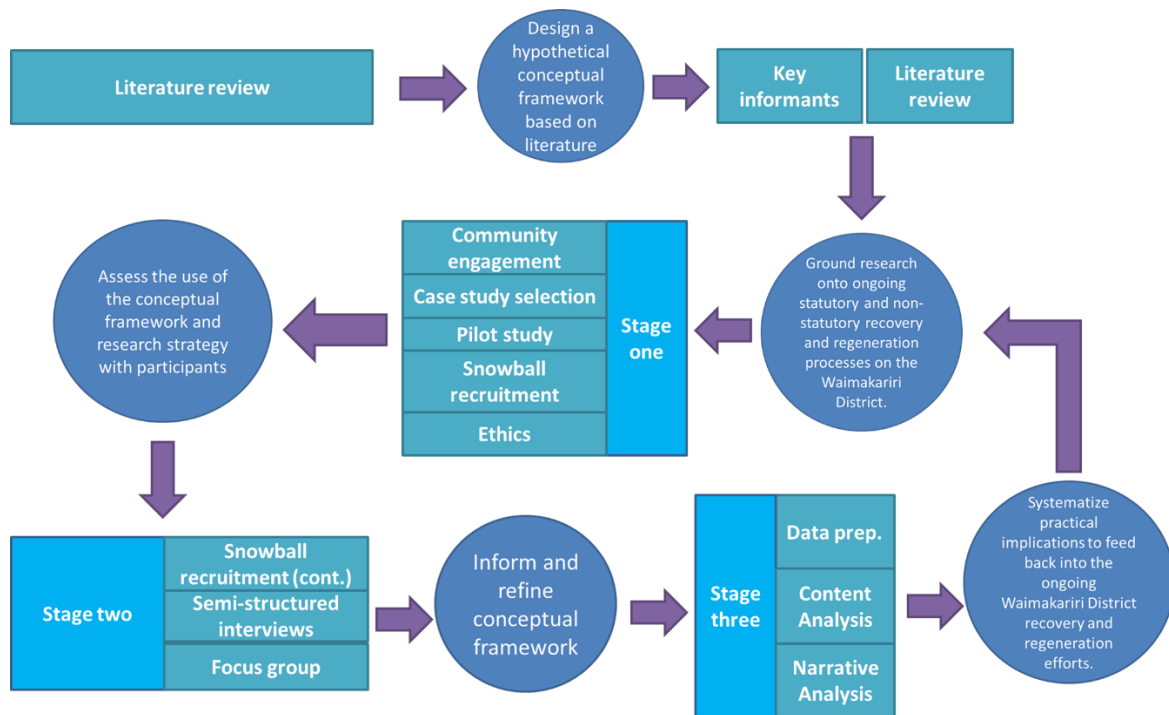 Literature review
Design a
hypothetical
conceptual
framework
based on
literature
Key
informants
Literature
review
Ground research
onto ongoing
statutory and non-
statutory recovery
and regeneration
processes on the
Waimakariri
District.
Stage
one
Community
engagement
Case study selection
Pilot study
Snowball
recruitment
Ethics
Assess the use of
the conceptual
framework and
research strategy
with participants
Stage two
Snowball
recruitment (cont.)
Semi-structured
interviews
Focus group
Inform and
refine
conceptual
framework
Stage
three
Data prep.
Content
Analysis
Narrative
Analysis
Systematize
practical
implications to feed
back into the
ongoing
Waimakariri District
recovery and
regeneration
efforts.